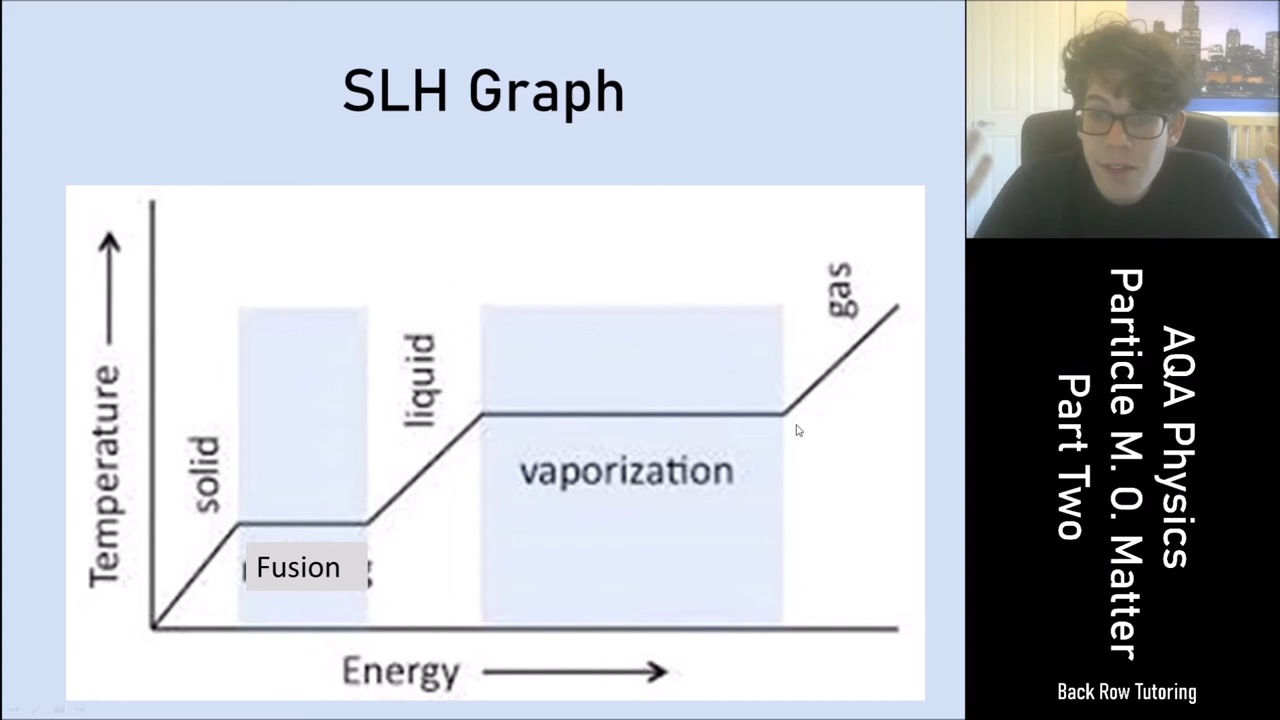 SLH Graph
Temperature
solid
Fusion
liquid
vaporization
gas
Energy
AQA Physics
Particle M. O. Matter
Part Two
Back Row Tutoring